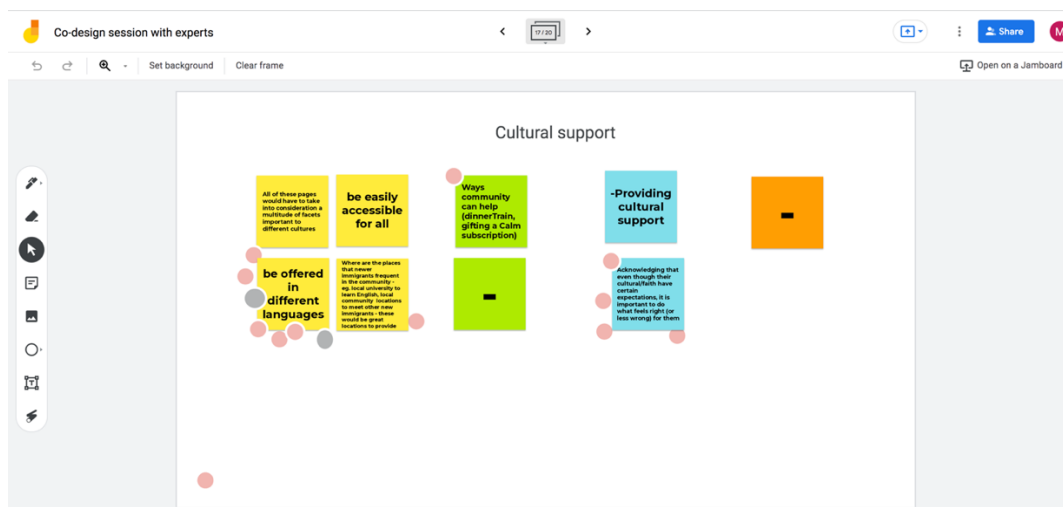 Co-design session with experts
17 / 20
Share
M
Set background
Clear frame
Open on a Jamboard
Cultural support
All of these pages
would have to take
into consideration a
multitude of facets
important to
different cultures
be easily
accessible
for all
Ways
community
can help
(dinnerTrain,
gifting a Calm
subscription)
-Providing
cultural
support
-
be offered
in
different
languages
Where are the places
that newer
immigrants frequent
in the community -
eg. local university to
learn English, local
community locations
to meet other new
immigrants - these
would be great
locations to provide
-
Acknowledging that
even though their
cultural/faith have
certain
expectations, it is
important to do
what feels right (or
less wrong) for them